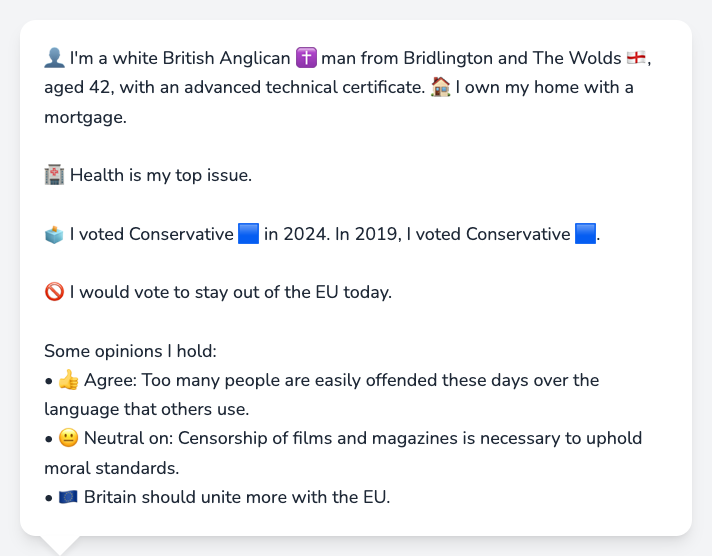 👤 I'm a white British Anglican ✝️ man from Bridlington and The Wolds 🏴󠁧󠁢󠁥󠁮󠁧󠁿,
aged 42, with an advanced technical certificate. 🏠 I own my home with a
mortgage.
🏥 Health is my top issue.
🗳️ I voted Conservative 🟦 in 2024. In 2019, I voted Conservative 🟦.
🚫 I would vote to stay out of the EU today.
Some opinions I hold:
• 👍 Agree: Too many people are easily offended these days over the
language that others use.
• 😐 Neutral on: Censorship of films and magazines is necessary to uphold
moral standards.
• 🇪🇺 Britain should unite more with the EU.